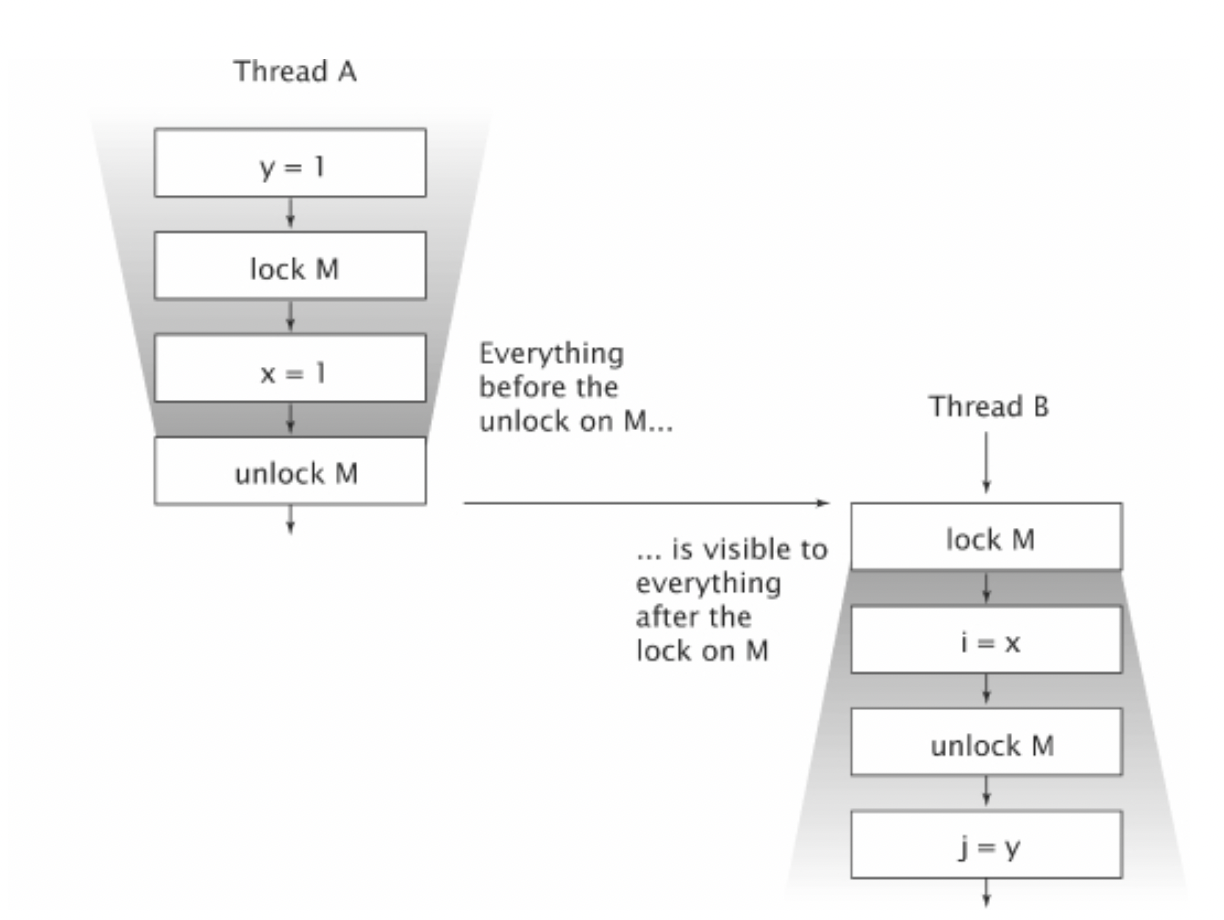 Thread A
y = 1
lock M
x = 1
unlock M
Everything
before the
unlock on M...
Thread B
... is visible to
everything
after the
lock on M
lock M
i = x
unlock M
j = y